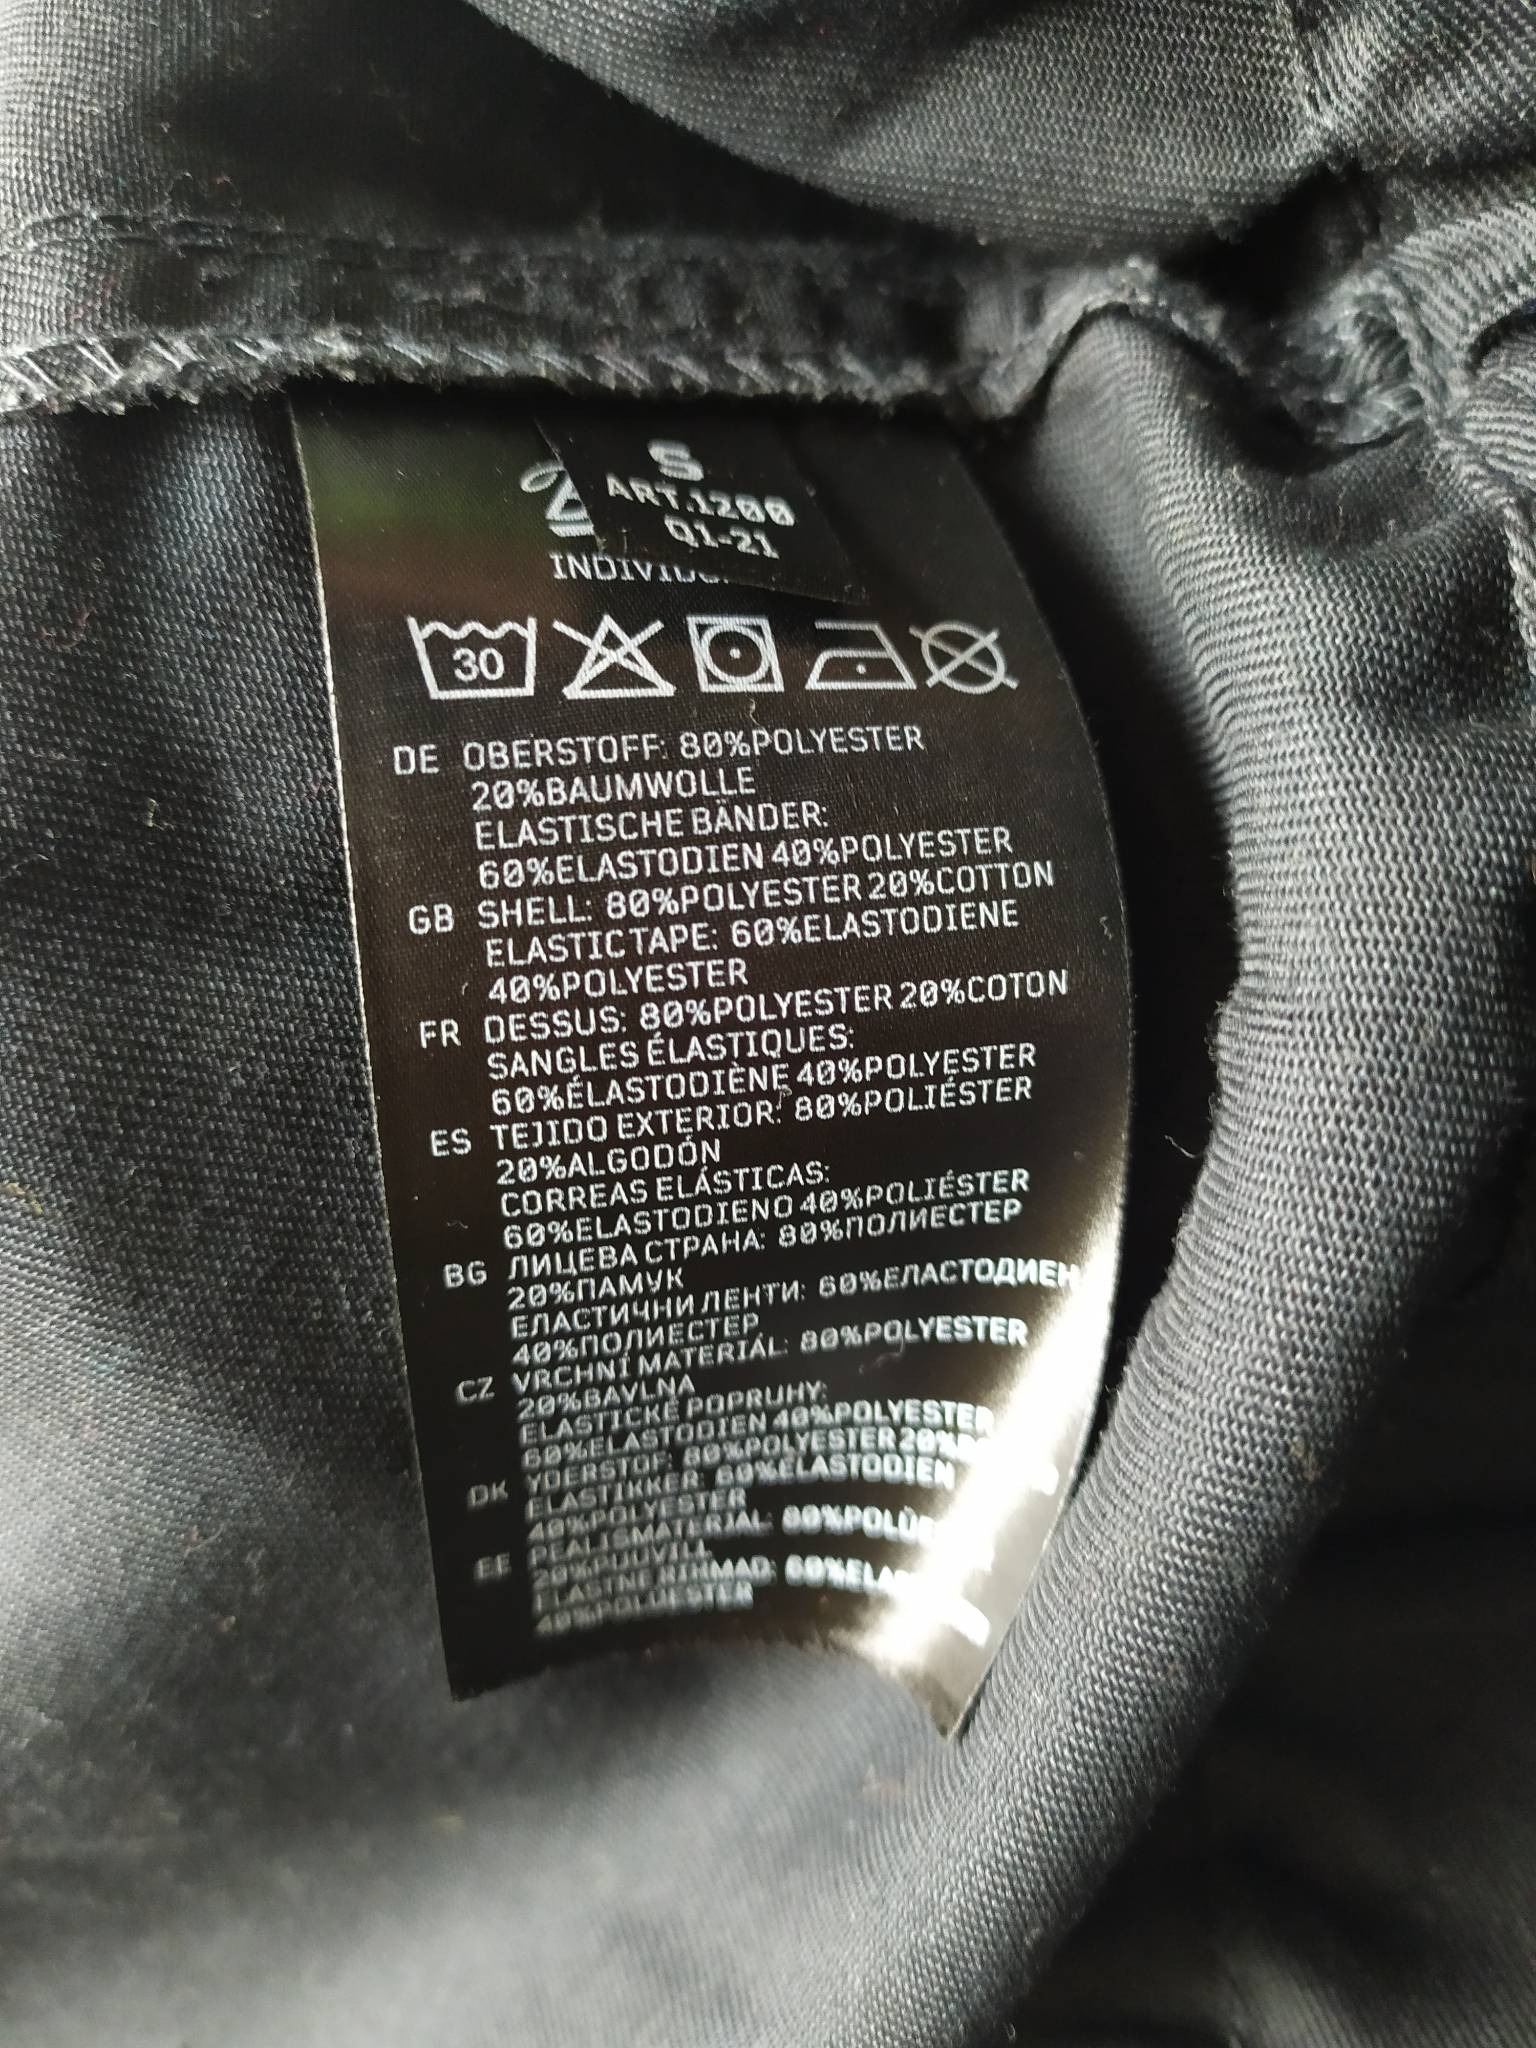 S
ART.1200
Q1-21
30
DE OBERSTOFF: 80%POLYESTER
20%BAUMWOLLE
ELASTISCHE BÄNDER:
60%ELASTODIEN 40%POLYESTER
GB SHELL: 80%POLYESTER 20%COTTON
ELASTIC TAPE: 60%ELASTODIENE
40%POLYESTER
FR DESSUS: 80%POLYESTER 20%COTON
SANGLES ÉLASTIQUES:
60%ÉLASTODIÈNE 40%POLYESTER
ES TEJIDO EXTERIOR: 80%POLIÉSTER
20%ALGODÓN
CORREAS ELÁSTICAS:
60%ELASTODIENO 40%POLIÉSTER
BG ЛИЦЕВА СТРАНА: 80%ПОЛИЕСТЕР
20%ПАМУК
ЕЛАСТИЧНИ ЛЕНТИ: 60%ЕЛАСТОДИЕН
40%ПОЛИЕСТЕР
CZ VRCHNÍ MATERIÁL: 80%POLYESTER
20%BAVLNA
ELASTICKÉ POPRUHY:
60%ELASTODIEN 40%POLYESTER
DK YDERSTOF: 80%POLYESTER
ELASTIKKER: 60%ELASTODIEN
40%POLYESTER
EE PEALISMATERJAL:
20%PUUVILL
40%POLÜESTER